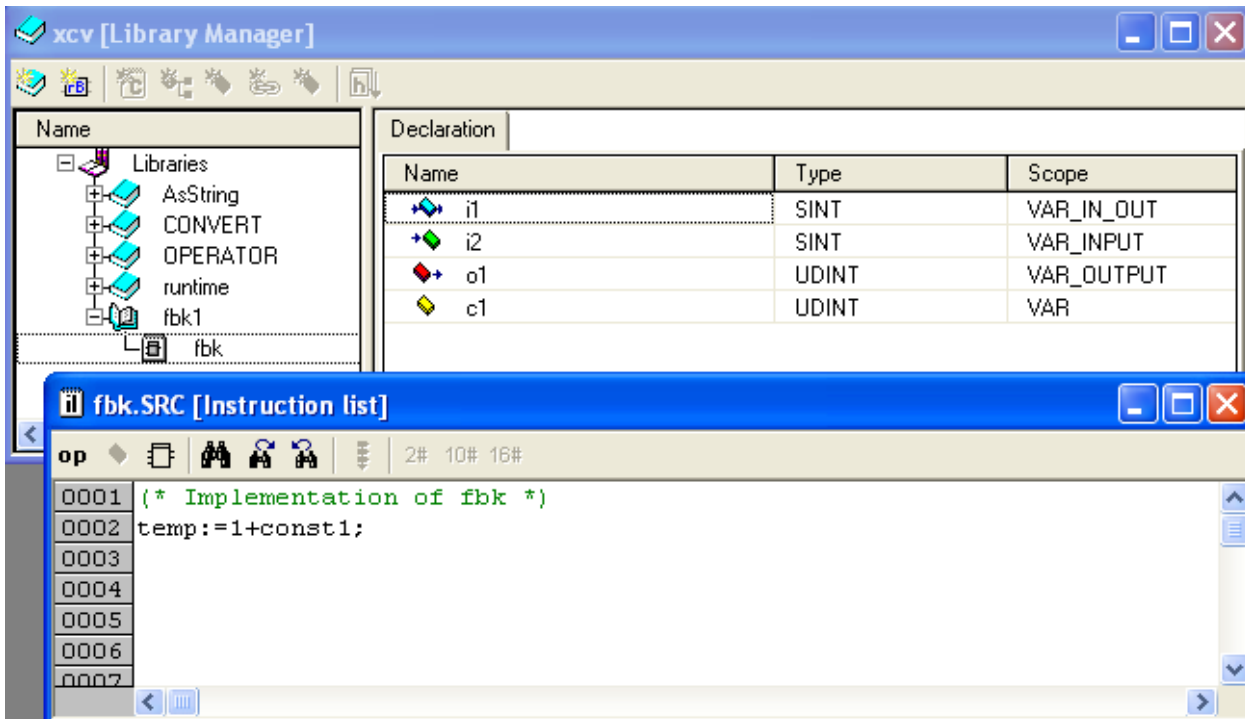 xcv [Library Manager]
Name
Libraries
AsString
CONVERT
OPERATOR
runtime
fbk1
fbk
Declaration
Name Type Scope
i1 SINT VAR_IN_OUT
i2 SINT VAR_INPUT
o1 UDINT VAR_OUTPUT
c1 UDINT VAR
fbk.SRC [Instruction list]
op 2# 10# 16#
0001 (* Implementation of fbk *)
0002 temp:=1+const1;
0003
0004
0005
0006
0007